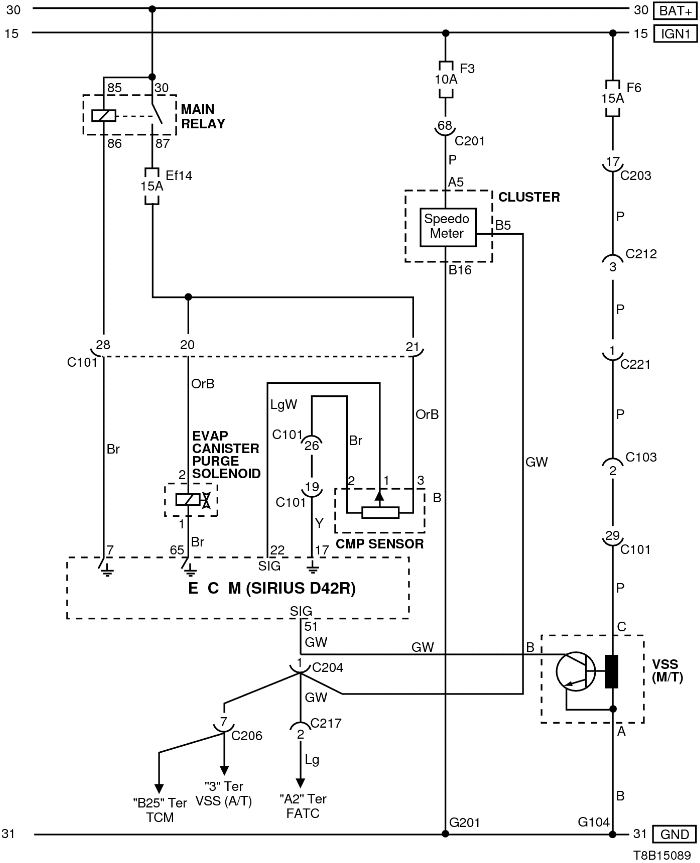 30 30 BAT+
15 15 IGN1
F3
10A
F6
15A
85 30
MAIN
RELAY
86 87
68
C201
P
Ef14
15A
17
C203
A5
CLUSTER
Speedo
Meter
B5
B16
P
C212
3
P
28 20 21
C101
1
C221
OrB
LgW
OrB
P
C101
26
Br
EVAP
CANISTER
PURGE
SOLENOID
Br
GW
C103
2
2
19
C101
2 1 3
B
Y
1
CMP SENSOR
29
C101
Br
7 65 22 17
SIG
E C M (SIRIUS D42R)
P
SIG
51
C
GW
GW B
VSS
(M/T)
1
C204
GW
7
C206
C217
2
A
Lg
"B25" Ter
TCM
"3" Ter
VSS (A/T)
"A2" Ter
FATC
B
G201 G104
31 31 GND
T8B15089